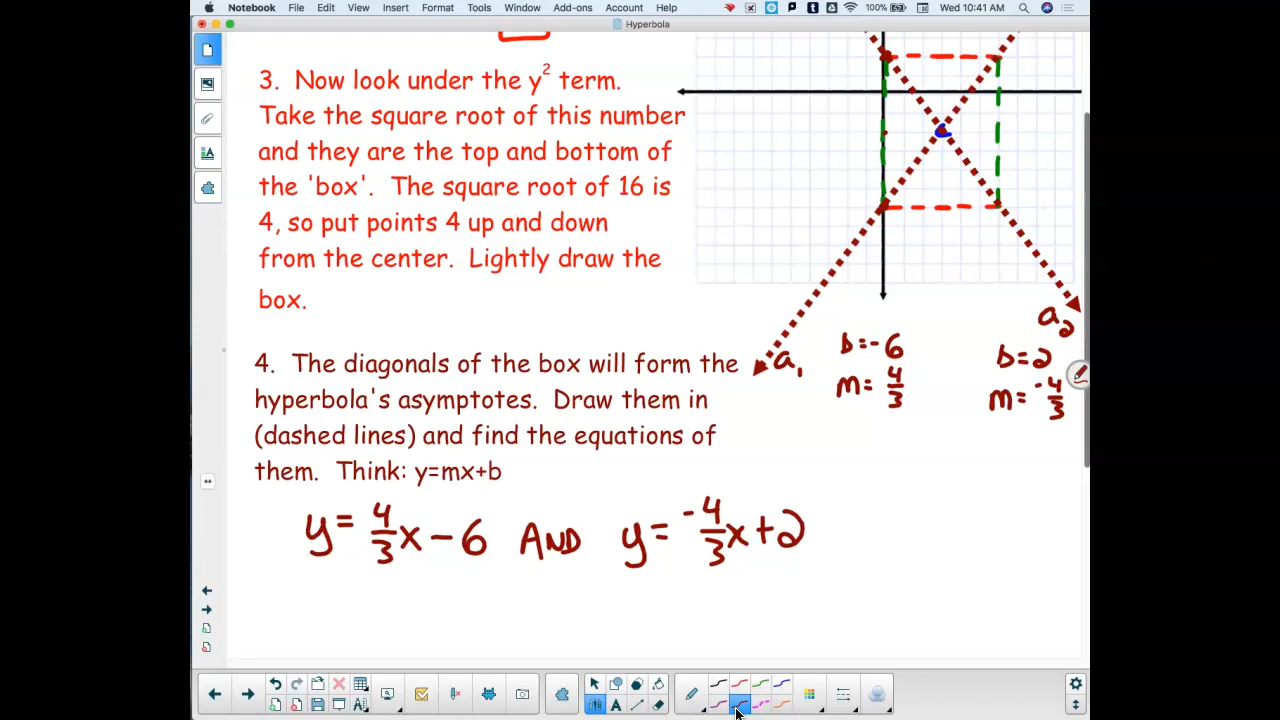 Notebook File Edit View Insert Format Tools Window Add-ons Account Help 100% Wed 10:41 AM
Hyperbola
3. Now look under the y² term.
Take the square root of this number
and they are the top and bottom of
the 'box'. The square root of 16 is
4, so put points 4 up and down
from the center. Lightly draw the
box.
a₁
b=-6
m=4/3
a₂
b=2
m=-4/3
4. The diagonals of the box will form the
hyperbola's asymptotes. Draw them in
(dashed lines) and find the equations of
them. Think: y=mx+b
y=4/3x-6 AND y=-4/3x+2